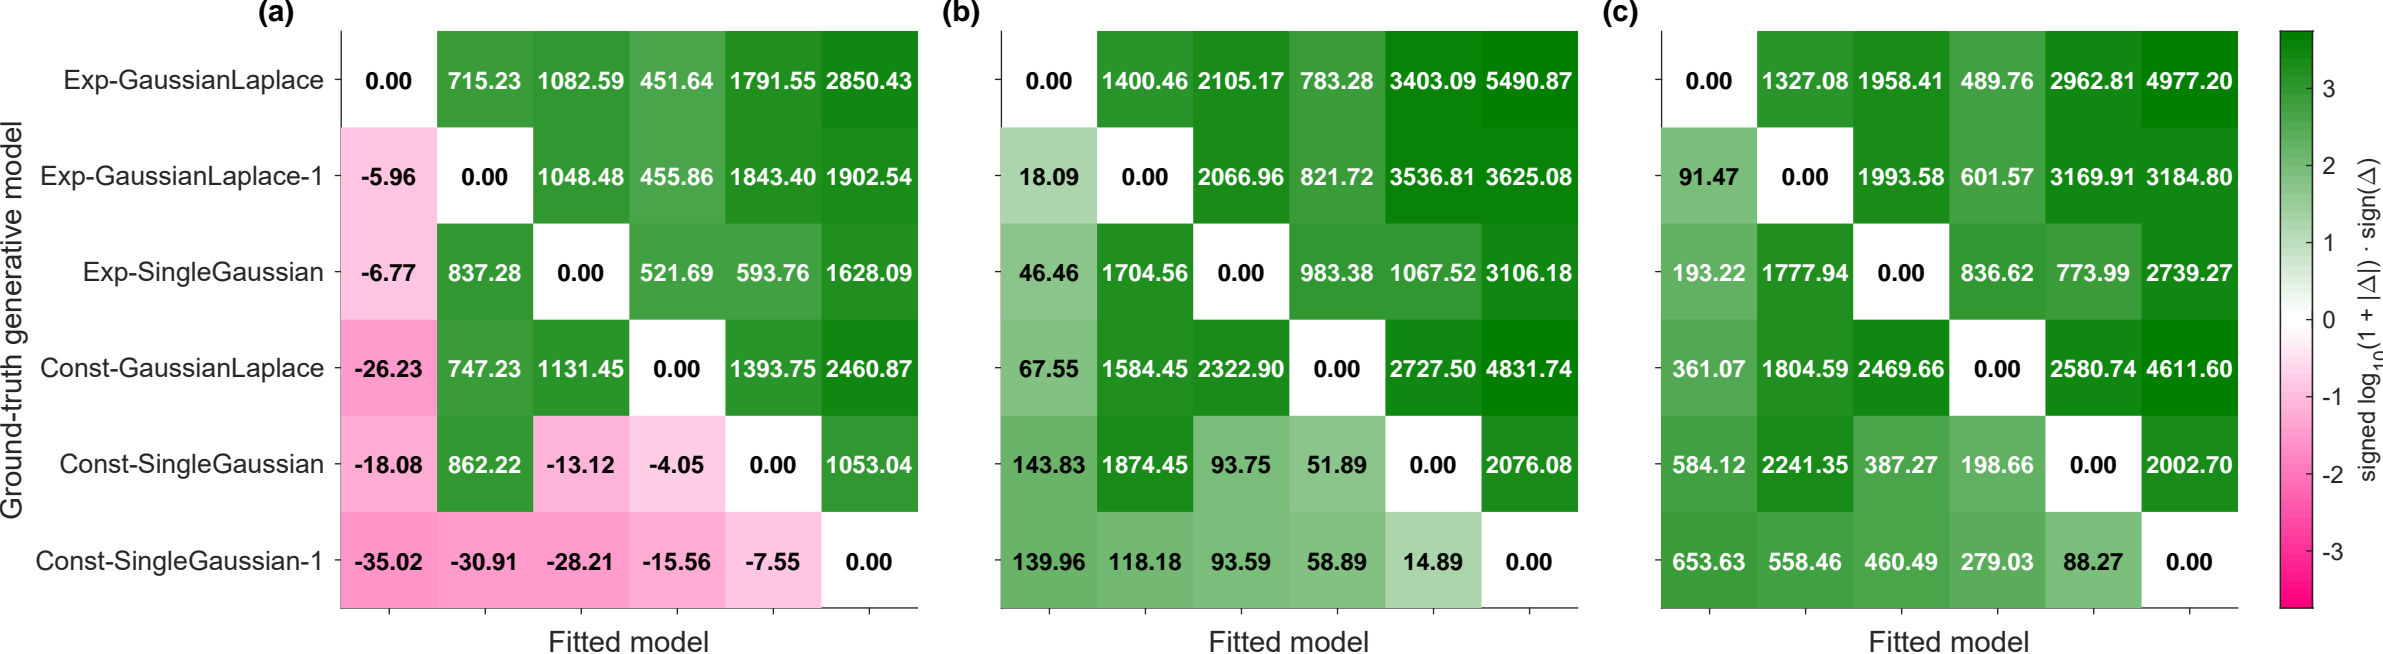 (a) (b) (c)
Ground-truth generative model
Exp-GaussianLaplace
Exp-GaussianLaplace-1
Exp-SingleGaussian
Const-GaussianLaplace
Const-SingleGaussian
Const-SingleGaussian-1
0.00 715.23 1082.59 451.64 1791.55 2850.43
-5.96 0.00 1048.48 455.86 1843.40 1902.54
-6.77 837.28 0.00 521.69 593.76 1628.09
-26.23 747.23 1131.45 0.00 1393.75 2460.87
-18.08 862.22 -13.12 -4.05 0.00 1053.04
-35.02 -30.91 -28.21 -15.56 -7.55 0.00
Fitted model
0.00 1400.46 2105.17 783.28 3403.09 5490.87
18.09 0.00 2066.96 821.72 3536.81 3625.08
46.46 1704.56 0.00 983.38 1067.52 3106.18
67.55 1584.45 2322.90 0.00 2727.50 4831.74
143.83 1874.45 93.75 51.89 0.00 2076.08
139.96 118.18 93.59 58.89 14.89 0.00
Fitted model
0.00 1327.08 1958.41 489.76 2962.81 4977.20
91.47 0.00 1993.58 601.57 3169.91 3184.80
193.22 1777.94 0.00 836.62 773.99 2739.27
361.07 1804.59 2469.66 0.00 2580.74 4611.60
584.12 2241.35 387.27 198.66 0.00 2002.70
653.63 558.46 460.49 279.03 88.27 0.00
Fitted model
3
2
1
0
-1
-2
-3
signed log10(1 + |Δ|) · sign(Δ)